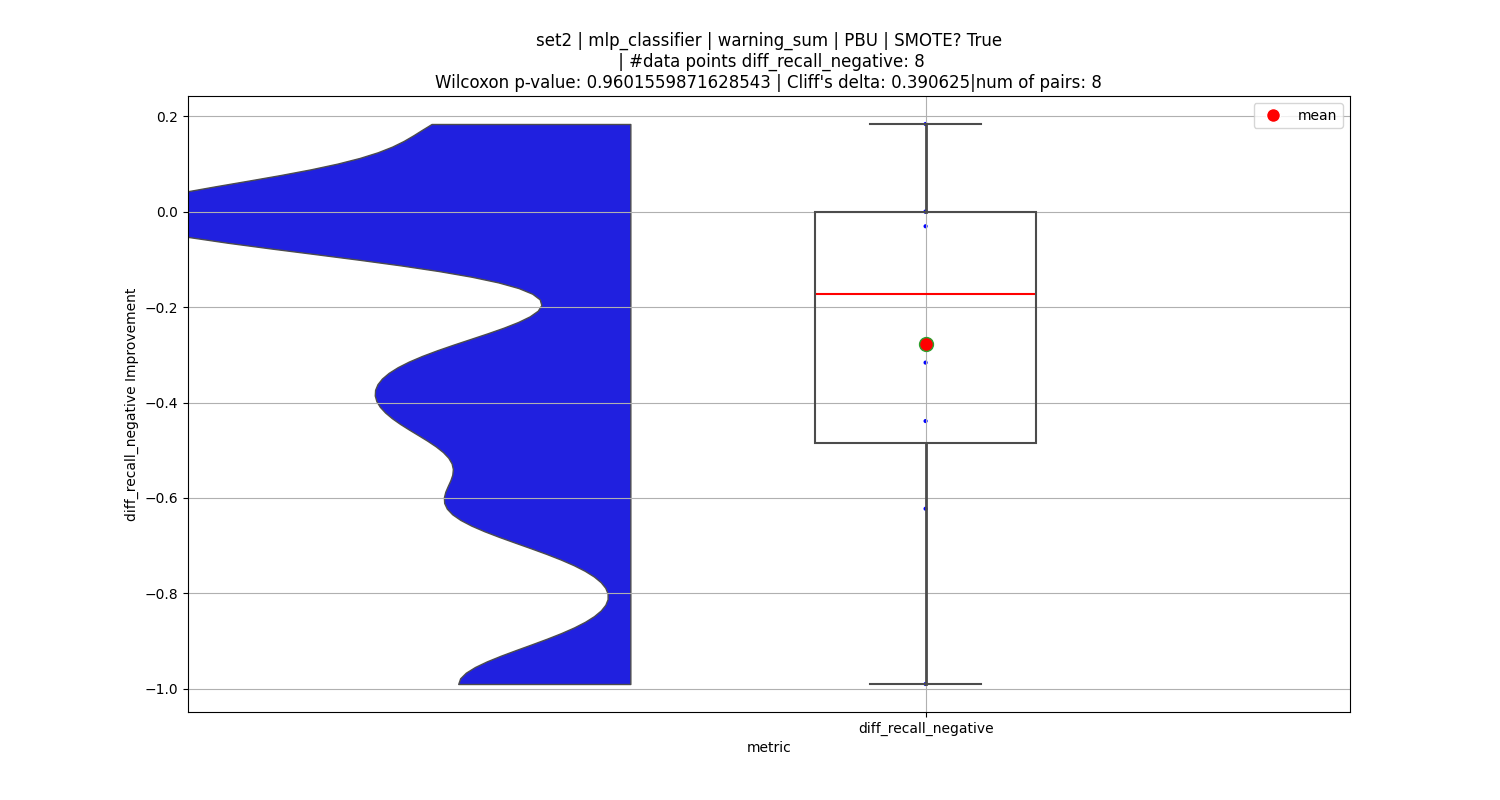 set2 | mlp_classifier | warning_sum | PBU | SMOTE? True
| #data points diff_recall_negative: 8
Wilcoxon p-value: 0.9601559871628543 | Cliff's delta: 0.390625|num of pairs: 8
mean
0.2
0.0
−0.2
−0.4
−0.6
−0.8
−1.0
diff_recall_negative Improvement
diff_recall_negative
metric